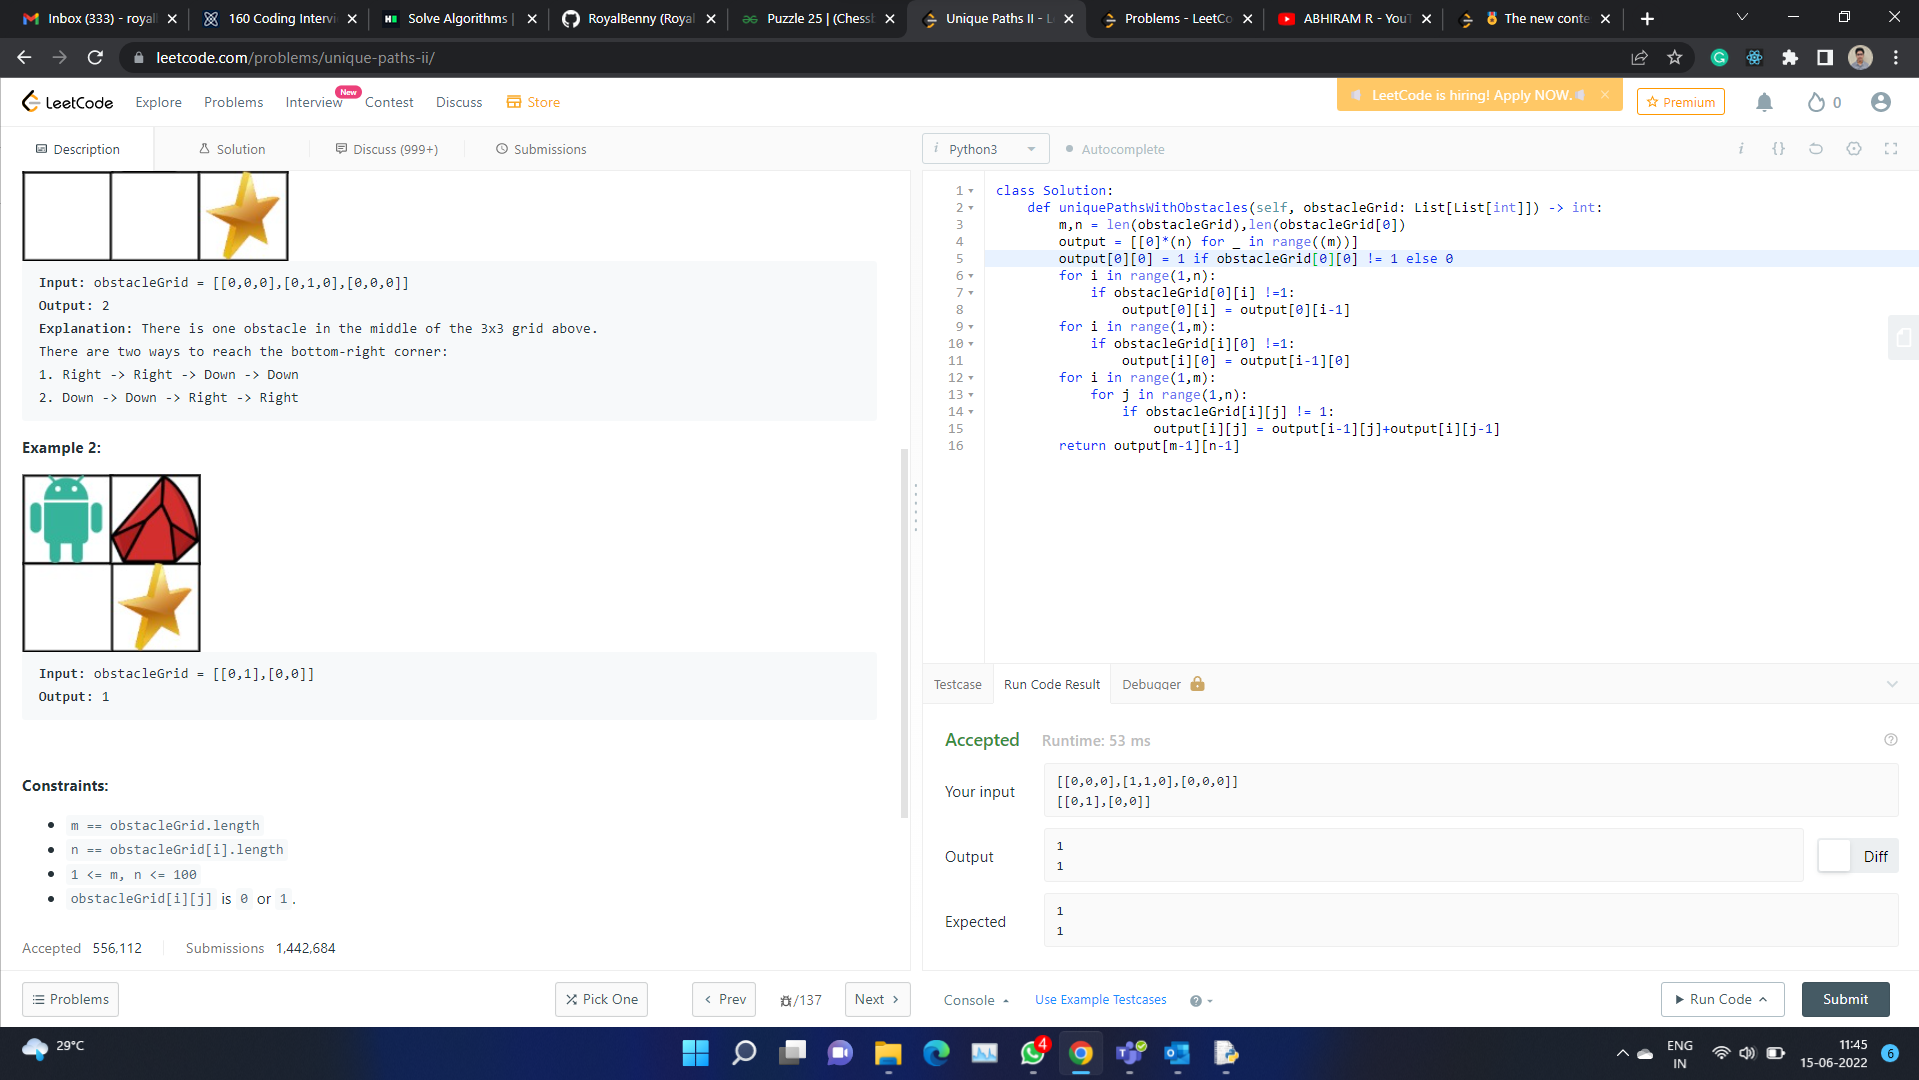 Inbox (333) - royall
160 Coding Intervi
Solve Algorithms |
RoyalBenny (Royal
Puzzle 25 | (Chessb
Unique Paths II - L
Problems - LeetCo
ABHIRAM R - YouT
The new conte
leetcode.com/problems/unique-paths-ii/
LeetCode
Explore
Problems
Interview
New
Contest
Discuss
Store
LeetCode is hiring! Apply NOW.
Premium
0
Description
Solution
Discuss (999+)
Submissions
Input: obstacleGrid = [[0,0,0],[0,1,0],[0,0,0]]
Output: 2
Explanation: There is one obstacle in the middle of the 3x3 grid above.
There are two ways to reach the bottom-right corner:
1. Right -> Right -> Down -> Down
2. Down -> Down -> Right -> Right
Example 2:
Input: obstacleGrid = [[0,1],[0,0]]
Output: 1
Constraints:
m == obstacleGrid.length
n == obstacleGrid[i].length
1 <= m, n <= 100
obstacleGrid[i][j] is 0 or 1.
Accepted 556,112 Submissions 1,442,684
Problems
Pick One
Prev
/137
Next
i Python3
Autocomplete
i {}
1 class Solution:
2     def uniquePathsWithObstacles(self, obstacleGrid: List[List[int]]) -> int:
3         m,n = len(obstacleGrid),len(obstacleGrid[0])
4         output = [[0]*(n) for _ in range((m))]
5         output[0][0] = 1 if obstacleGrid[0][0] != 1 else 0
6         for i in range(1,n):
7             if obstacleGrid[0][i] !=1:
8                 output[0][i] = output[0][i-1]
9         for i in range(1,m):
10             if obstacleGrid[i][0] !=1:
11                 output[i][0] = output[i-1][0]
12         for i in range(1,m):
13             for j in range(1,n):
14                 if obstacleGrid[i][j] != 1:
15                     output[i][j] = output[i-1][j]+output[i][j-1]
16         return output[m-1][n-1]
Testcase
Run Code Result
Debugger
Accepted Runtime: 53 ms
Your input
[[0,0,0],[1,1,0],[0,0,0]]
[[0,1],[0,0]]
Output
1
1
Diff
Expected
1
1
Console
Use Example Testcases
Run Code
Submit
29°C
4
ENG
IN
11:45
15-06-2022
6